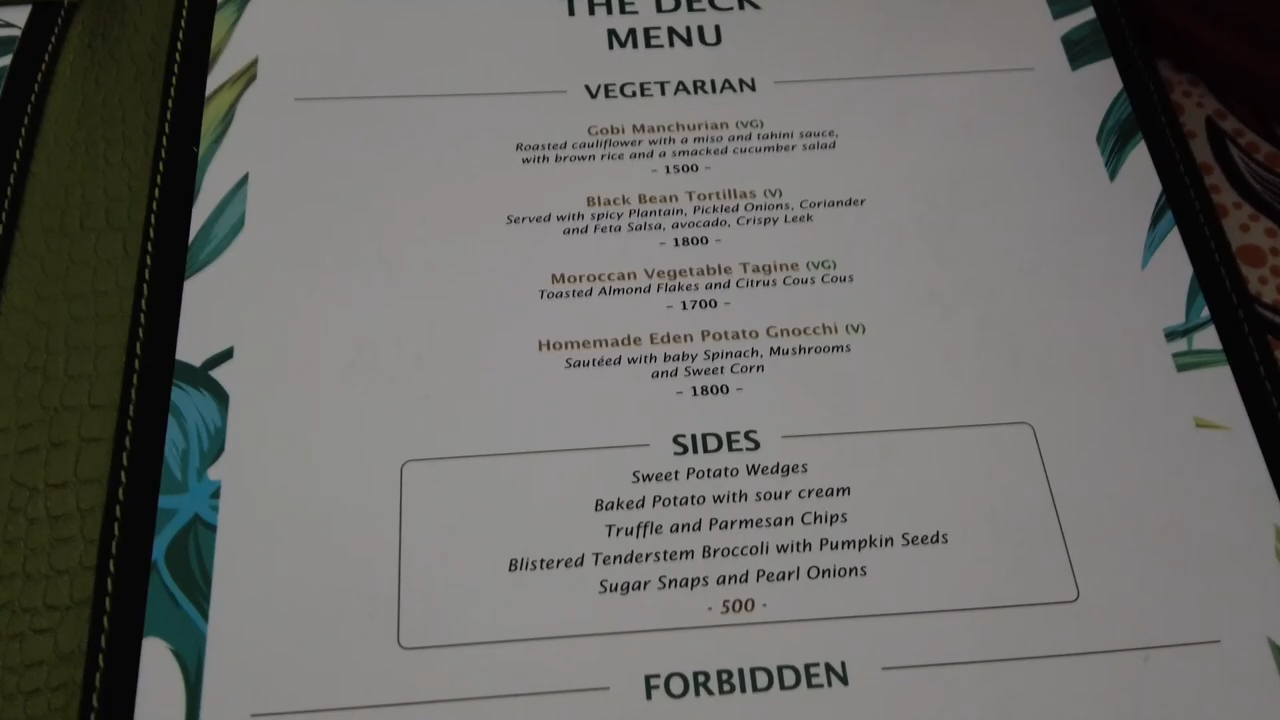 THE DECK
MENU
VEGETARIAN
Gobi Manchurian (VG)
Roasted cauliflower with a miso and tahini sauce,
with brown rice and a smacked cucumber salad
- 1500 -
Black Bean Tortillas (V)
Served with spicy Plantain, Pickled Onions, Coriander
and Feta Salsa, avocado, Crispy Leek
- 1800 -
Moroccan Vegetable Tagine (VG)
Toasted Almond Flakes and Citrus Cous Cous
- 1700 -
Homemade Eden Potato Gnocchi (V)
Sautéed with baby Spinach, Mushrooms
and Sweet Corn
- 1800 -
SIDES
Sweet Potato Wedges
Baked Potato with sour cream
Truffle and Parmesan Chips
Blistered Tenderstem Broccoli with Pumpkin Seeds
Sugar Snaps and Pearl Onions
- 500 -
FORBIDDEN